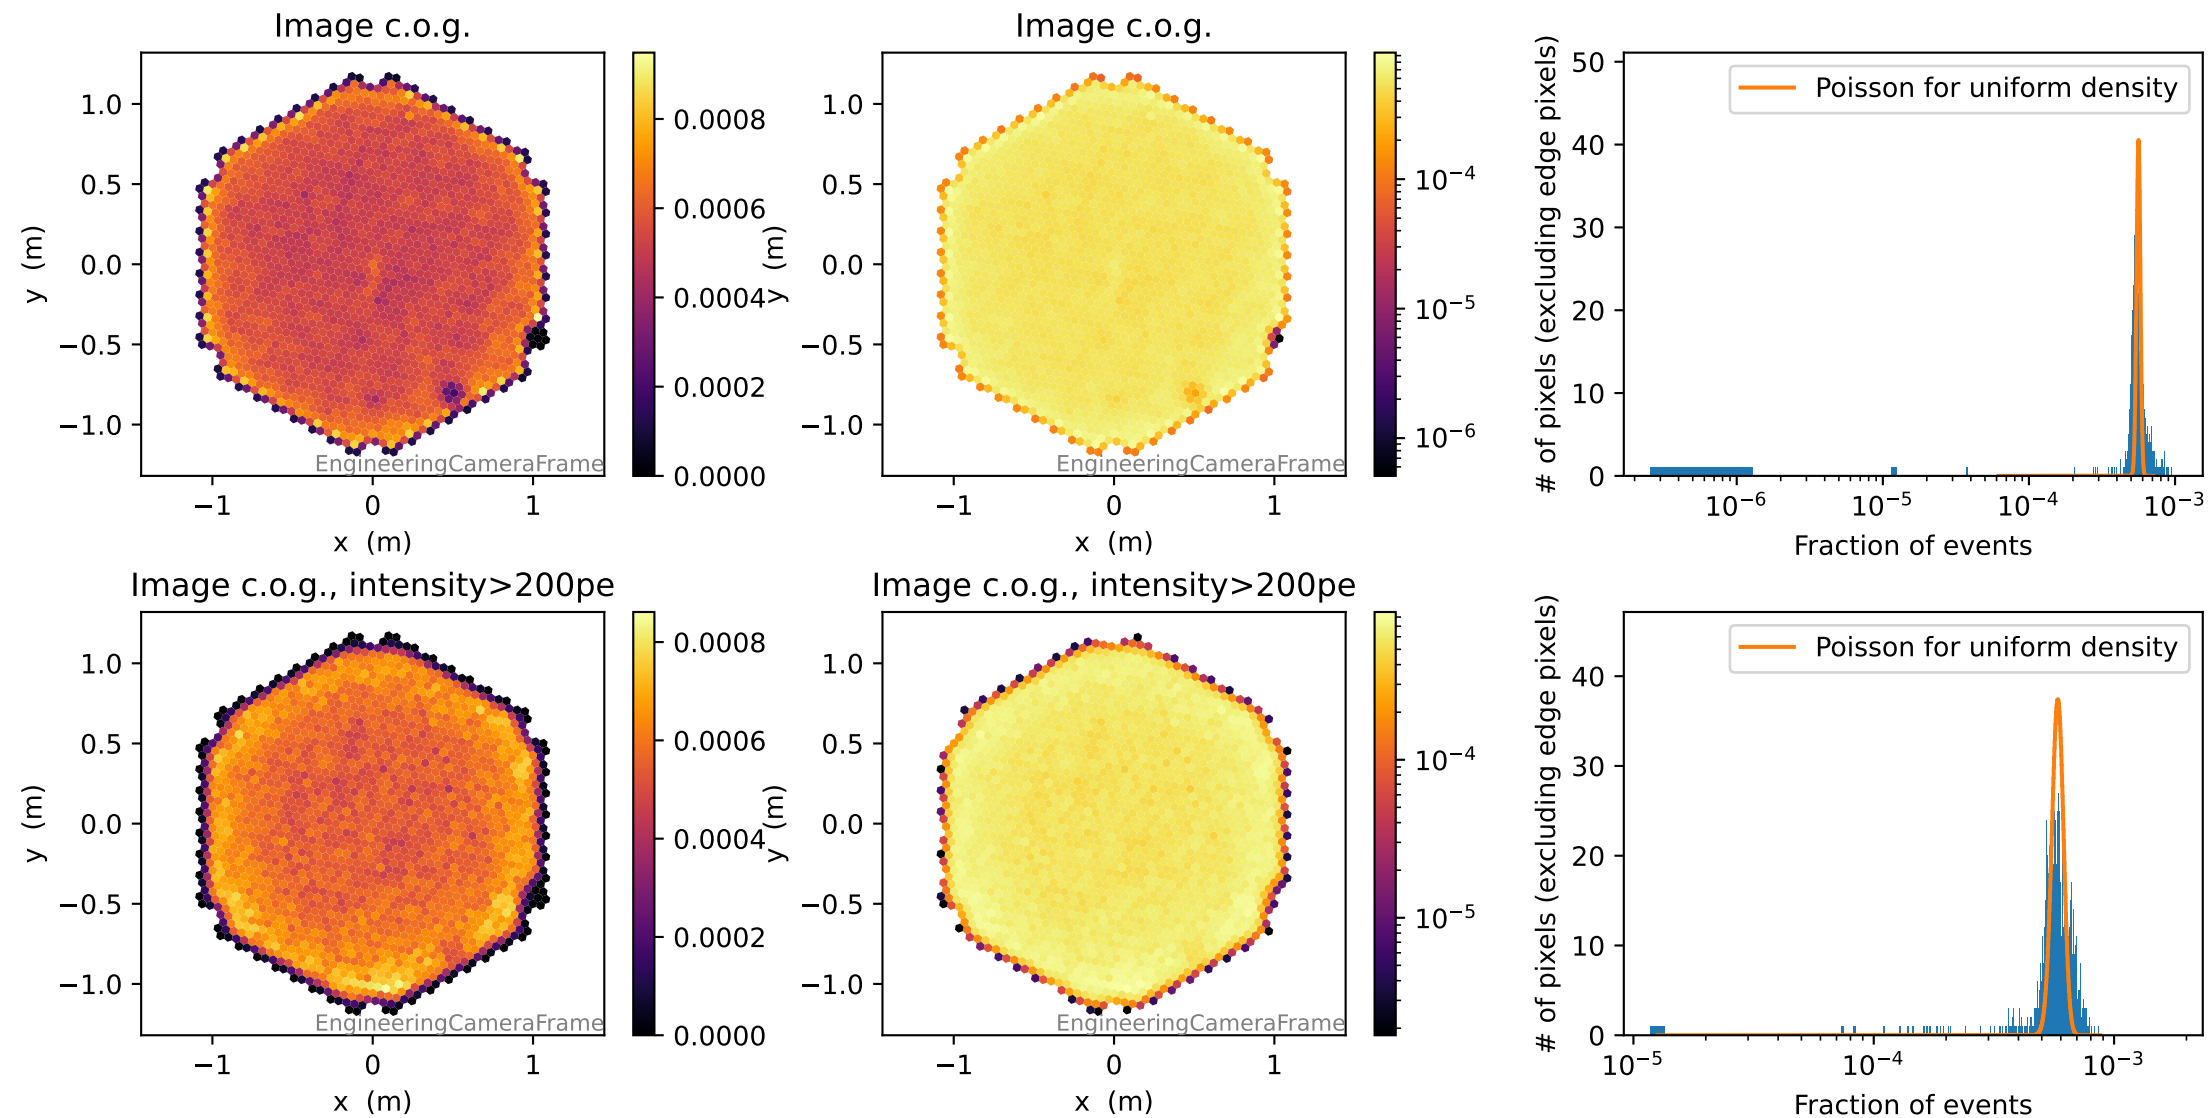 Image c.o.g.
y (m)
1.0
0.5
0.0
−0.5
−1.0
−1
0
1
x (m)
EngineeringCameraFrame
0.0008
0.0006
0.0004
0.0002
0.0000
Image c.o.g.
y (m)
1.0
0.5
0.0
−0.5
−1.0
−1
0
1
x (m)
EngineeringCameraFrame
10⁻⁴
10⁻⁵
10⁻⁶
# of pixels (excluding edge pixels)
50
40
30
20
10
0
Poisson for uniform density
10⁻⁶
10⁻⁵
10⁻⁴
10⁻³
Fraction of events
Image c.o.g., intensity>200pe
y (m)
1.0
0.5
0.0
−0.5
−1.0
−1
0
1
x (m)
EngineeringCameraFrame
0.0008
0.0006
0.0004
0.0002
0.0000
Image c.o.g., intensity>200pe
y (m)
1.0
0.5
0.0
−0.5
−1.0
−1
0
1
x (m)
EngineeringCameraFrame
10⁻⁴
10⁻⁵
# of pixels (excluding edge pixels)
40
30
20
10
0
Poisson for uniform density
10⁻⁵
10⁻⁴
10⁻³
Fraction of events